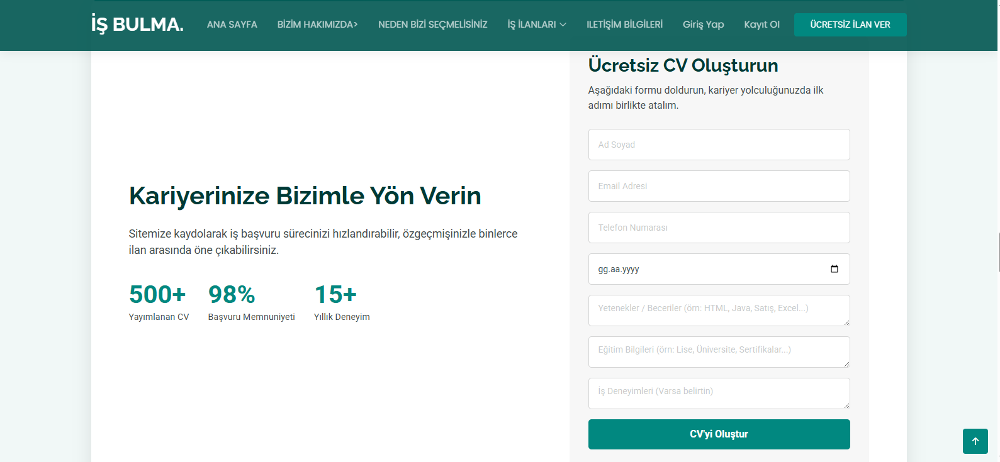 İŞ BULMA.
ANA SAYFA
BİZİM HAKIMIZDA>
NEDEN BİZİ SEÇMELİSİNİZ
İŞ İLANLARI
ILETİŞİM BİLGİLERİ
Giriş Yap
Kayıt Ol
ÜCRETSİZ İLAN VER
Kariyerinize Bizimle Yön Verin
Sitemize kaydolarak iş başvuru sürecinizi hızlandırabilir, özgeçmişinizle binlerce
ilan arasında öne çıkabilirsiniz.
500+
Yayımlanan CV
98%
Başvuru Memnuniyeti
15+
Yıllık Deneyim
Ücretsiz CV Oluşturun
Aşağıdaki formu doldurun, kariyer yolculuğunuzda ilk
adımı birlikte atalım.
Ad Soyad
Email Adresi
Telefon Numarası
gg.aa.yyyy
Yetenekler / Beceriler (örn: HTML, Java, Satış, Excel...)
Eğitim Bilgileri (örn: Lise, Üniversite, Sertifikalar...)
İş Deneyimleri (Varsa belirtin)
CV'yi Oluştur